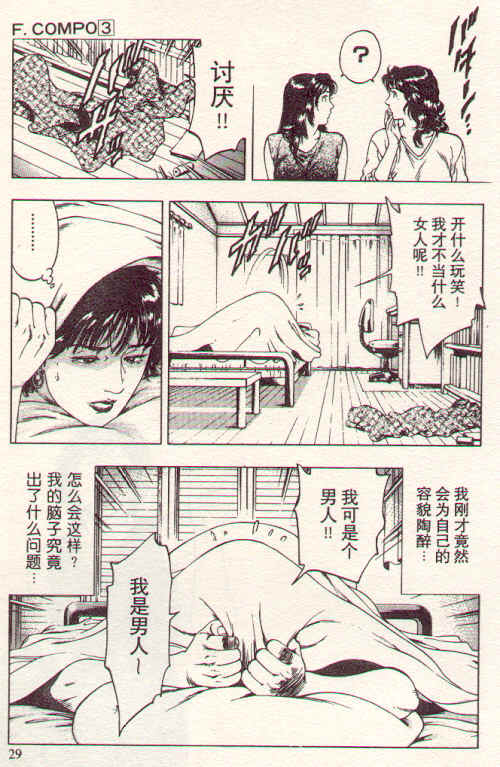 F. COMPO 3
?
讨厌!!
开什么玩笑!
我才不当什么
女人呢!!
………
我刚才竟然
会为自己的
容貌陶醉…
我可是个
男人!!
我是男人~
怎么会这样?
我的脑子究竟
出了什么问题…
29